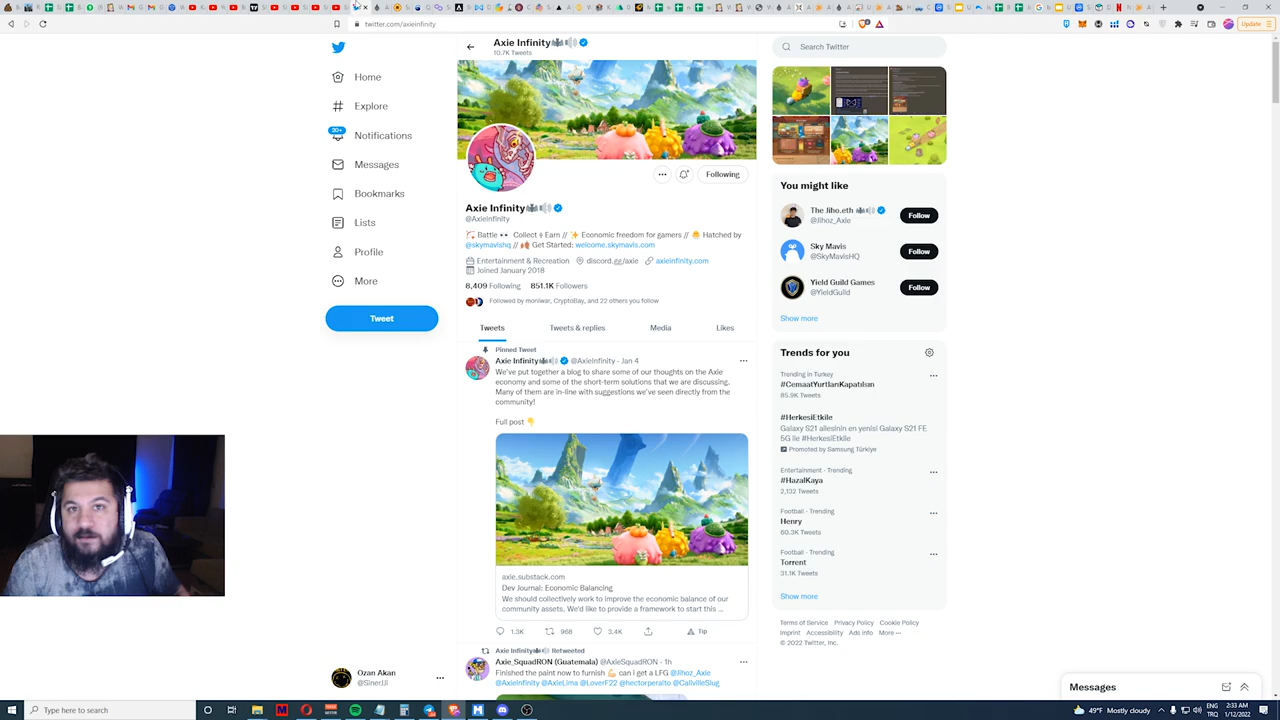 twitter.com/axieinfinity
Update
Axie Infinity
10.7K Tweets
Search Twitter
Home
Explore
20+
Notifications
Messages
Bookmarks
Lists
Profile
More
Tweet
Following
Axie Infinity
@AxieInfinity
Battle Collect + Earn // Economic freedom for gamers // Hatched by
@skymavishq // Get Started: welcome.skymavis.com
Entertainment & Recreation discord.gg/axie axieinfinity.com
Joined January 2018
8,409 Following 851.1K Followers
Followed by moniwar, CryptoBay, and 22 others you follow
Tweets Tweets & replies Media Likes
Pinned Tweet
Axie Infinity @AxieInfinity · Jan 4
We've put together a blog to share some of our thoughts on the Axie
economy and some of the short-term solutions that we are discussing.
Many of them are in-line with suggestions we've seen directly from the
community!
Full post 👇
axie.substack.com
Dev Journal: Economic Balancing
We should collectively work to improve the economic balance of our
community assets. We'd like to provide a framework to start this ...
1.3K 968 3.4K Tip
Axie Infinity Retweeted
Axie_SquadRON (Guatemala) @AxieSquadRON · 1h
Finished the paint now to furnish 💪 can i get a LFG @Jihoz_Axie
@AxieInfinity @AxieLima @LoverF22 @hectorperalto @CallvilleSlug
You might like
The Jiho.eth
@Jihoz_Axie
Follow
Sky Mavis
@SkyMavisHQ
Follow
Yield Guild Games
@YieldGuild
Follow
Show more
Trends for you
Trending in Turkey
#CemaatYurtlarıKapatılsın
85.9K Tweets
#HerkesiEtkile
Galaxy S21 ailesinin en yenisi Galaxy S21 FE
5G ile #HerkesiEtkile
Promoted by Samsung Türkiye
Entertainment · Trending
#HazalKaya
2,132 Tweets
Football · Trending
Henry
60.3K Tweets
Football · Trending
Torrent
31.1K Tweets
Show more
Terms of Service Privacy Policy Cookie Policy
Imprint Accessibility Ads info More ···
© 2022 Twitter, Inc.
Ozan Akan
@SinerJJi
Messages
Type here to search
49°F Mostly cloudy
ENG
TRQ
2:33 AM
1/12/2022